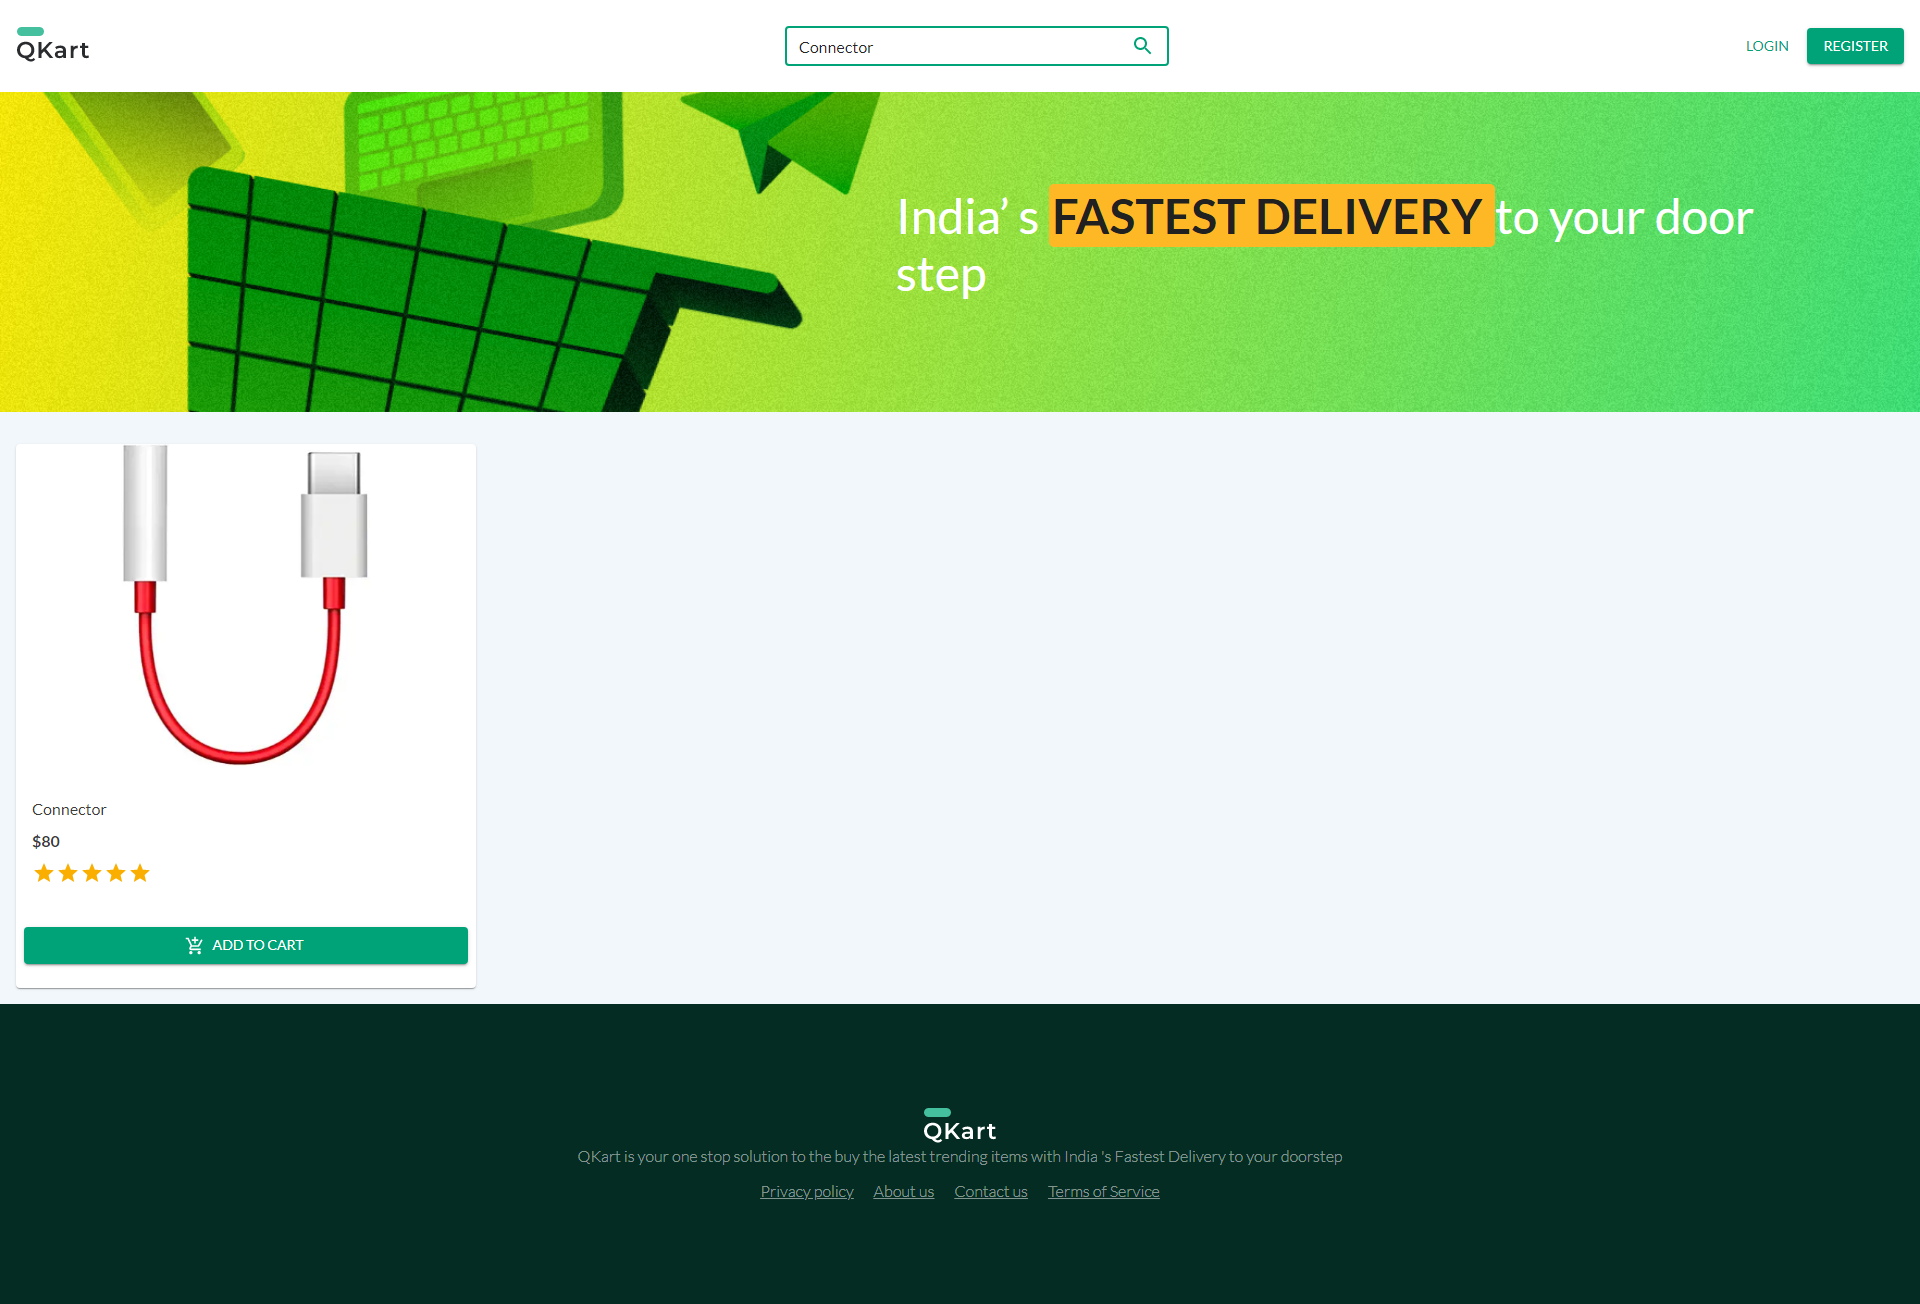 QKart
Connector
LOGIN
REGISTER
India’ s FASTEST DELIVERY to your door
step
Connector
$80
ADD TO CART
QKart
QKart is your one stop solution to the buy the latest trending items with India 's Fastest Delivery to your doorstep
Privacy policy About us Contact us Terms of Service